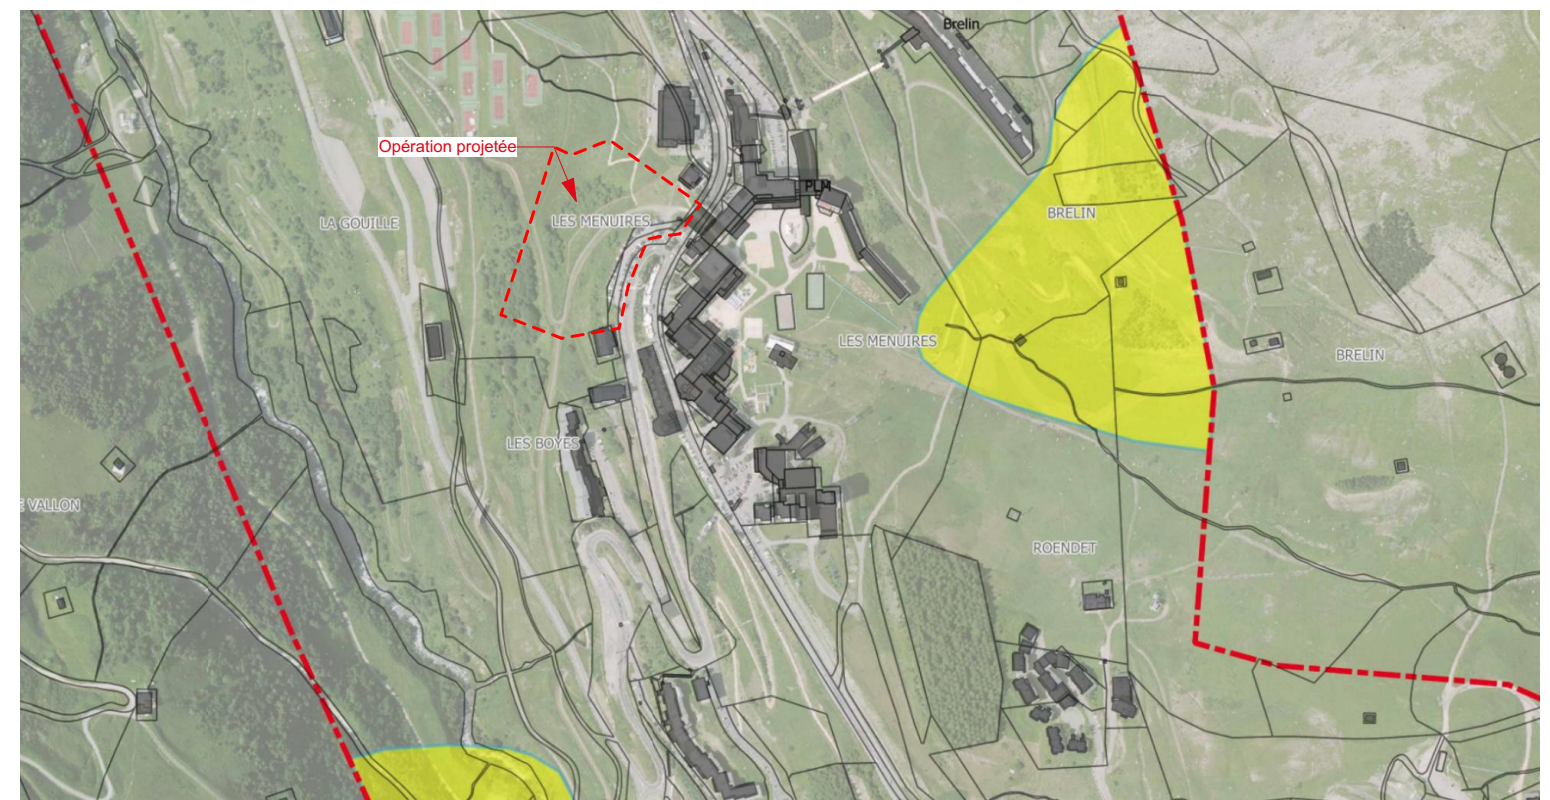 Brelin
Opération projetée
PLM
LA GOUILLE
LES MENUIRES
BRELIN
LES MENUIRES
BRELIN
LES BOYES
E VALLON
ROENDET